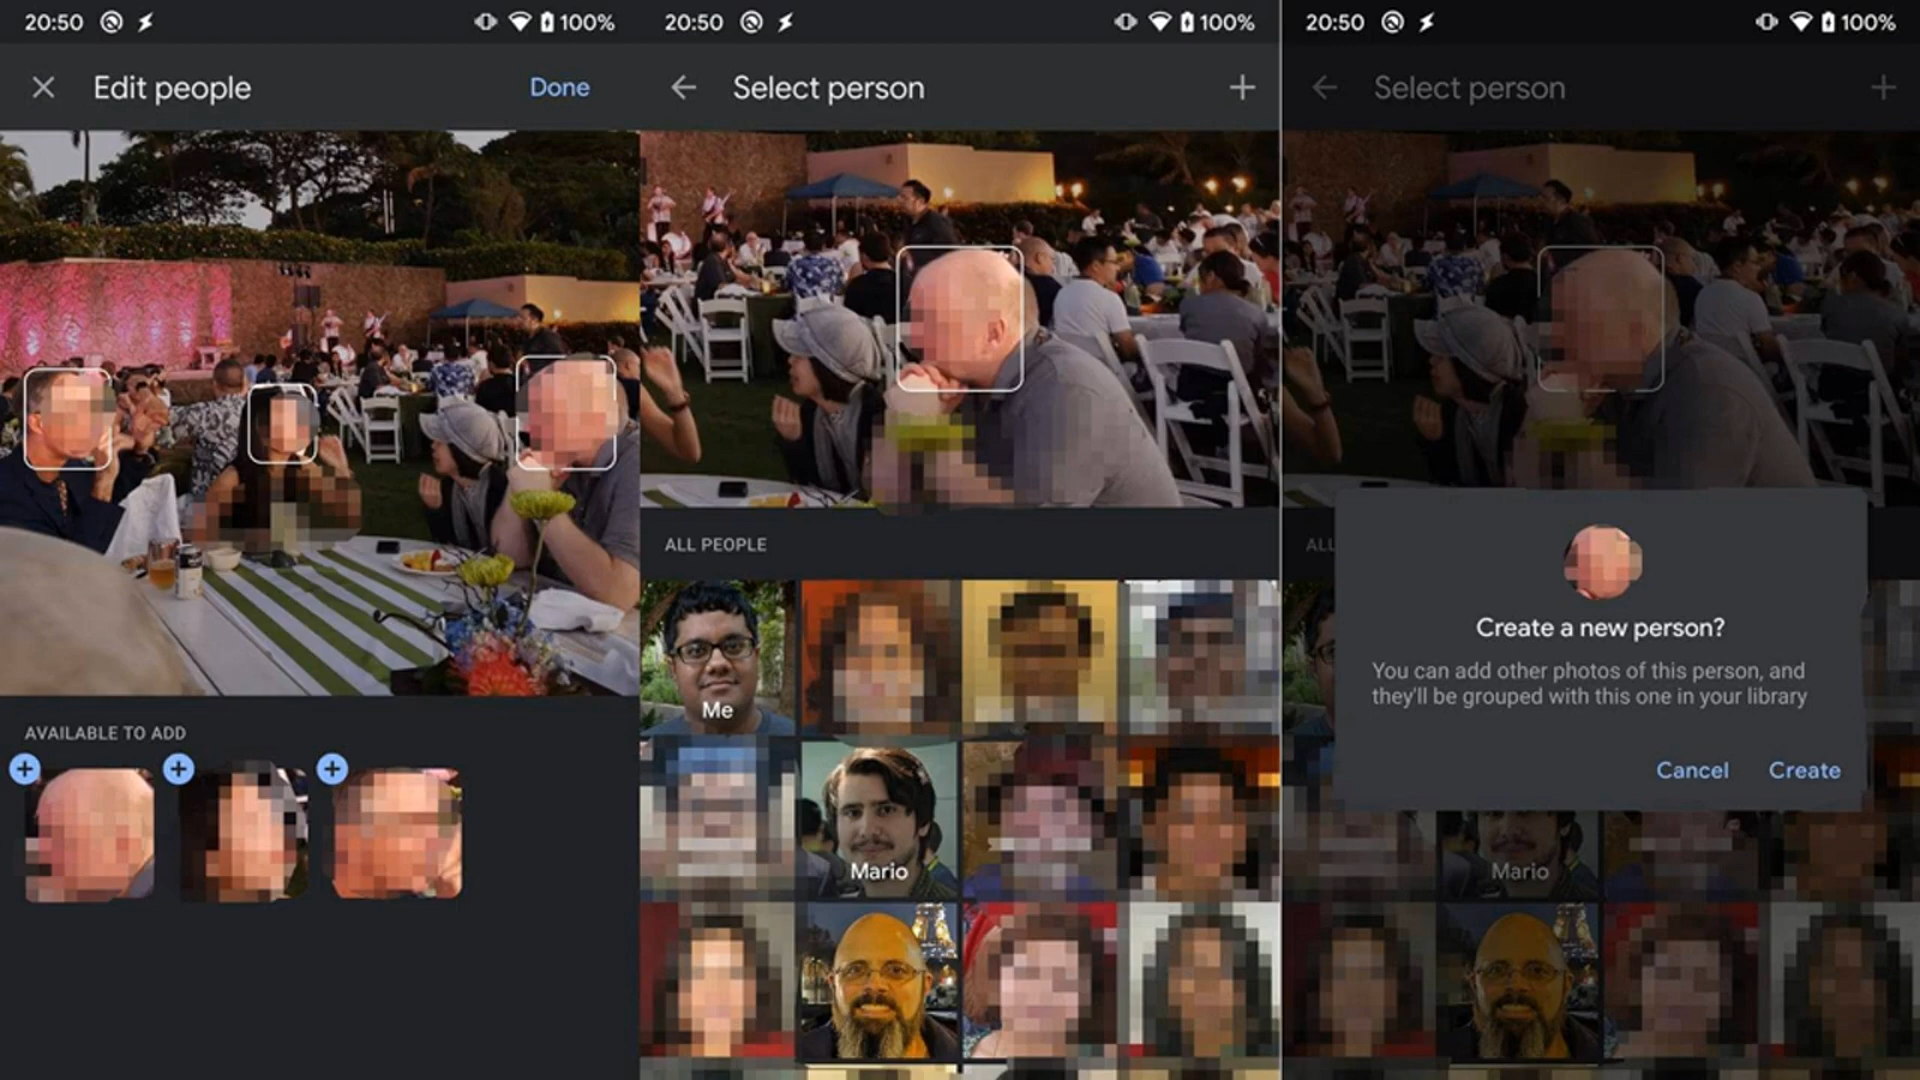 20:50
100%
Edit people
Done
AVAILABLE TO ADD
20:50
100%
Select person
ALL PEOPLE
Me
Mario
20:50
100%
Select person
ALL
Create a new person?
You can add other photos of this person, and
they'll be grouped with this one in your library
Cancel
Create
Mario